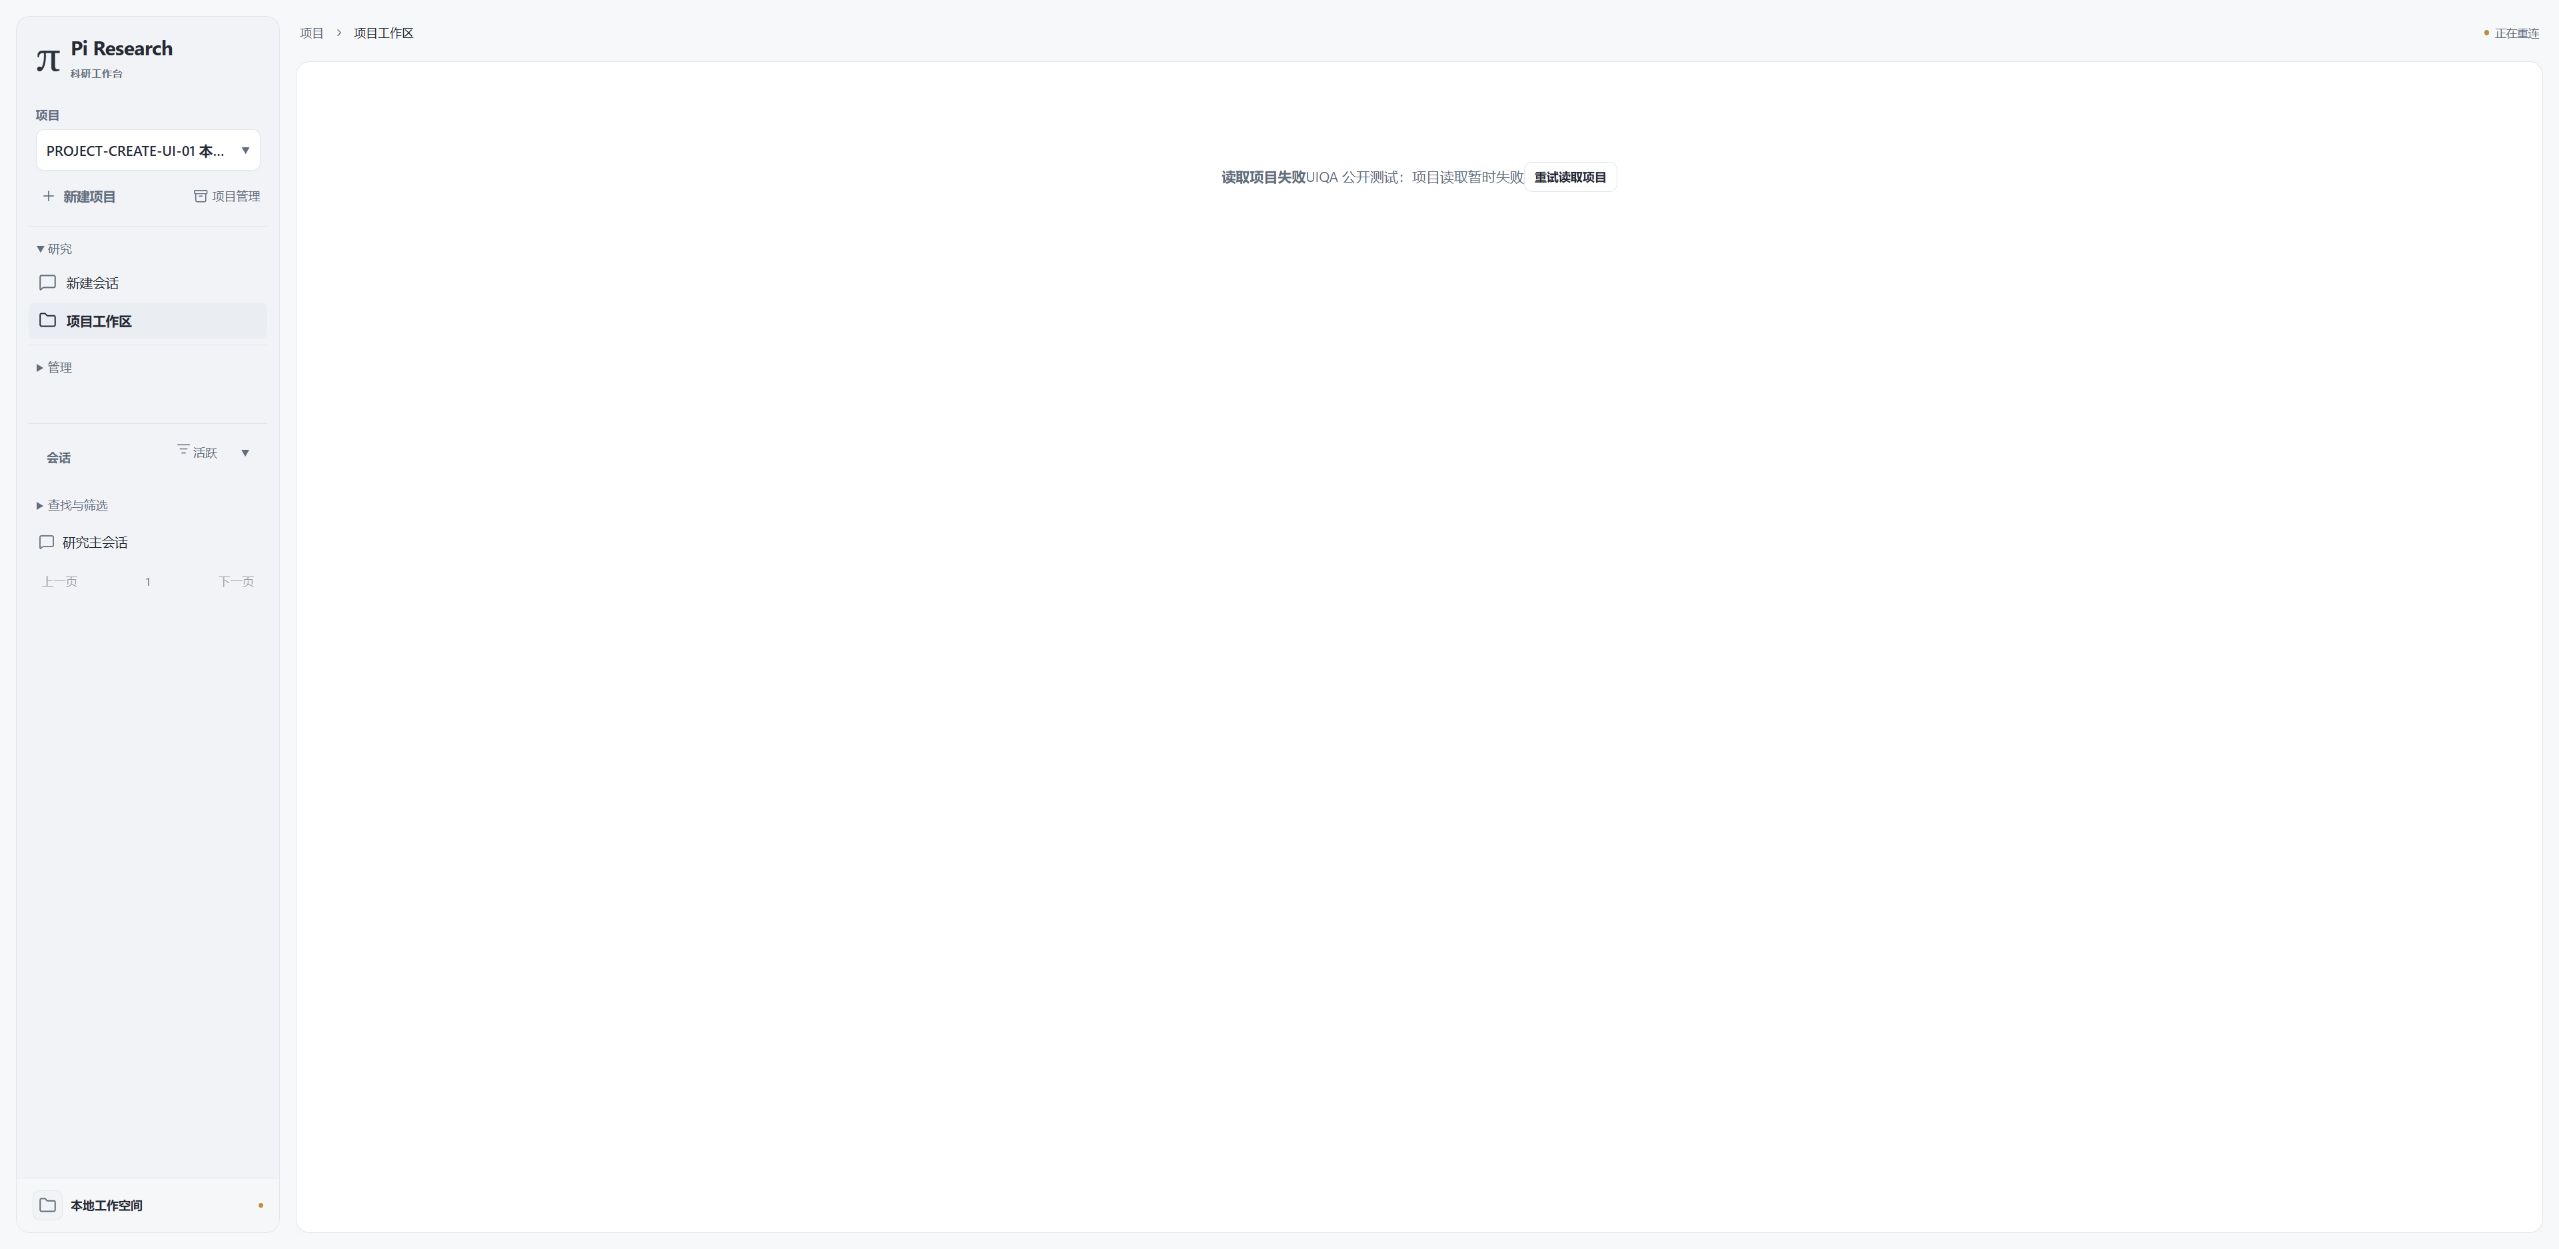 Pi Research
科研工作台
项目
PROJECT-CREATE-UI-01 本...
新建项目
项目管理
研究
新建会话
项目工作区
管理
会话
活跃
查找与筛选
研究主会话
上一页 1 下一页
本地工作空间
项目 › 项目工作区
正在重连
读取项目失败UIQA 公开测试：项目读取暂时失败 重试读取项目